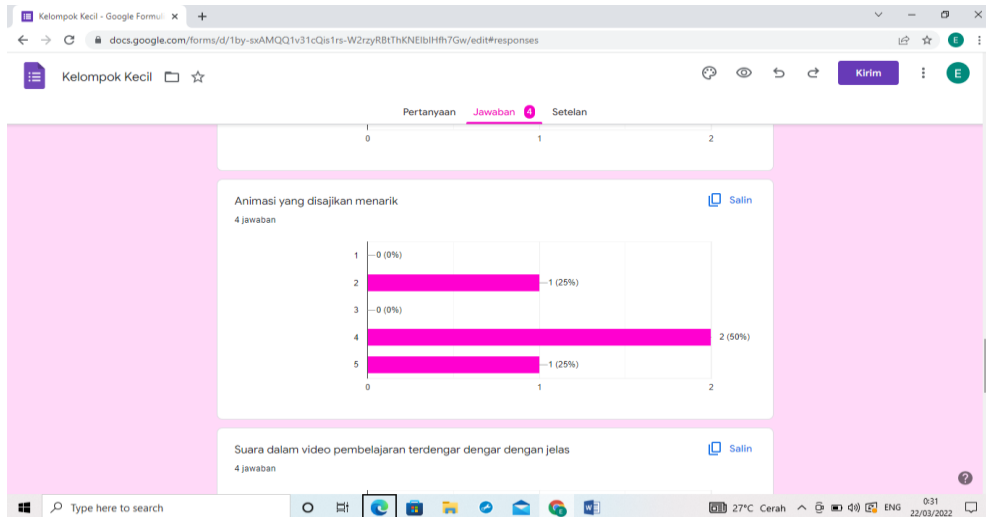 Kelompok Kecil - Google Formuli
docs.google.com/forms/d/1by-sxAMQQ1v31cQis1rs-W2rzyRBtThKNElblHfh7Gw/edit#responses
E
Kelompok Kecil
Kirim
E
Pertanyaan Jawaban 4 Setelan
0 1 2
Animasi yang disajikan menarik
Salin
4 jawaban
1 0 (0%)
2 1 (25%)
3 0 (0%)
4 2 (50%)
5 1 (25%)
0 1 2
Suara dalam video pembelajaran terdengar dengar dengan jelas
Salin
4 jawaban
Type here to search
27°C Cerah
ENG
0:31
22/03/2022